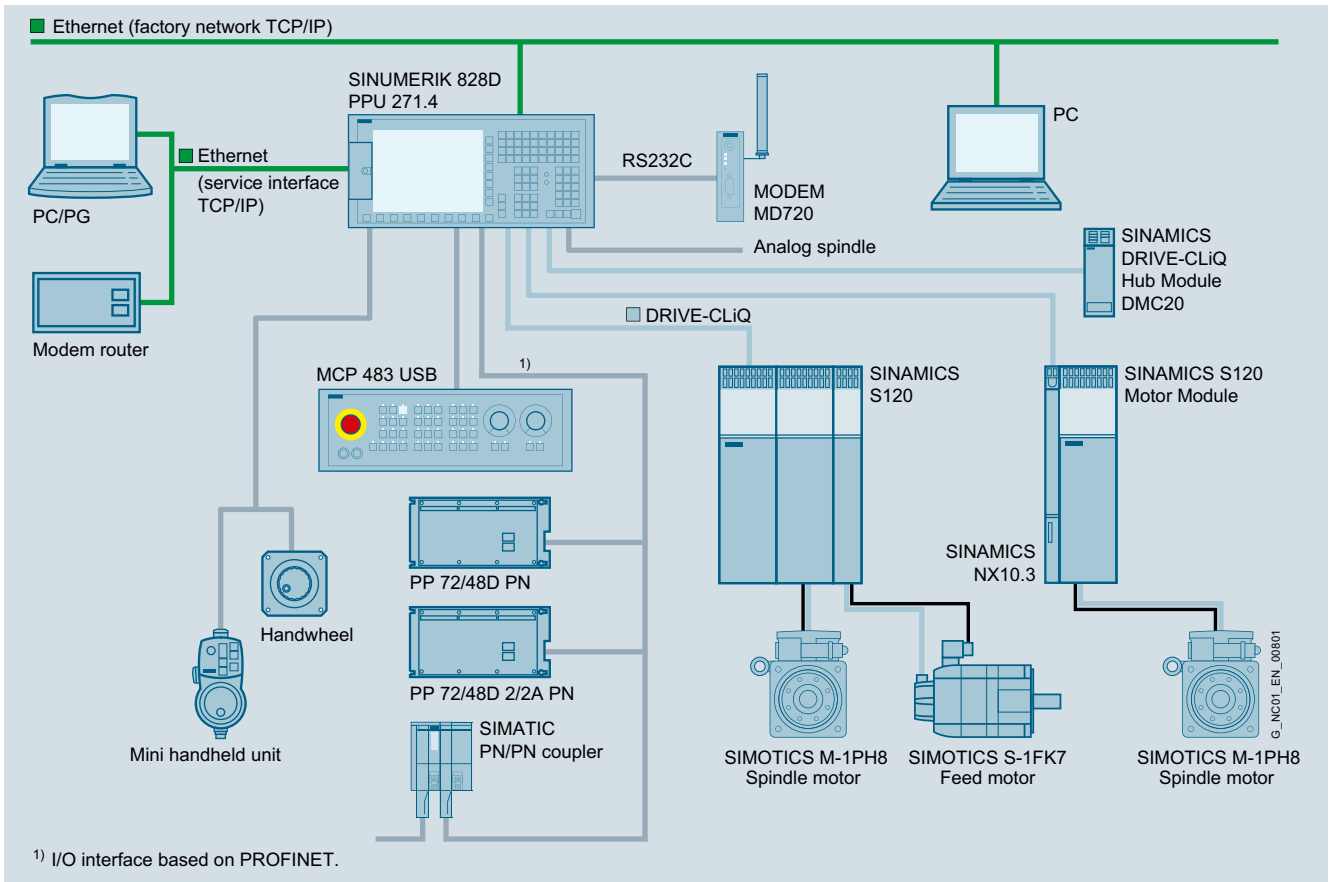 Ethernet (factory network TCP/IP)
SINUMERIK 828D
PPU 271.4
PC
Ethernet
(service interface
TCP/IP)
RS232C
PC/PG
MODEM
MD720
Analog spindle
SINAMICS
DRIVE-CLiQ
Hub Module
DMC20
Modem router
DRIVE-CLiQ
1)
MCP 483 USB
SINAMICS
S120
SINAMICS S120
Motor Module
SINAMICS
NX10.3
PP 72/48D PN
Handwheel
PP 72/48D 2/2A PN
SIMATIC
PN/PN coupler
Mini handheld unit
SIMOTICS M-1PH8
Spindle motor
SIMOTICS S-1FK7
Feed motor
SIMOTICS M-1PH8
Spindle motor
G_NC01_EN_00801
1) I/O interface based on PROFINET.